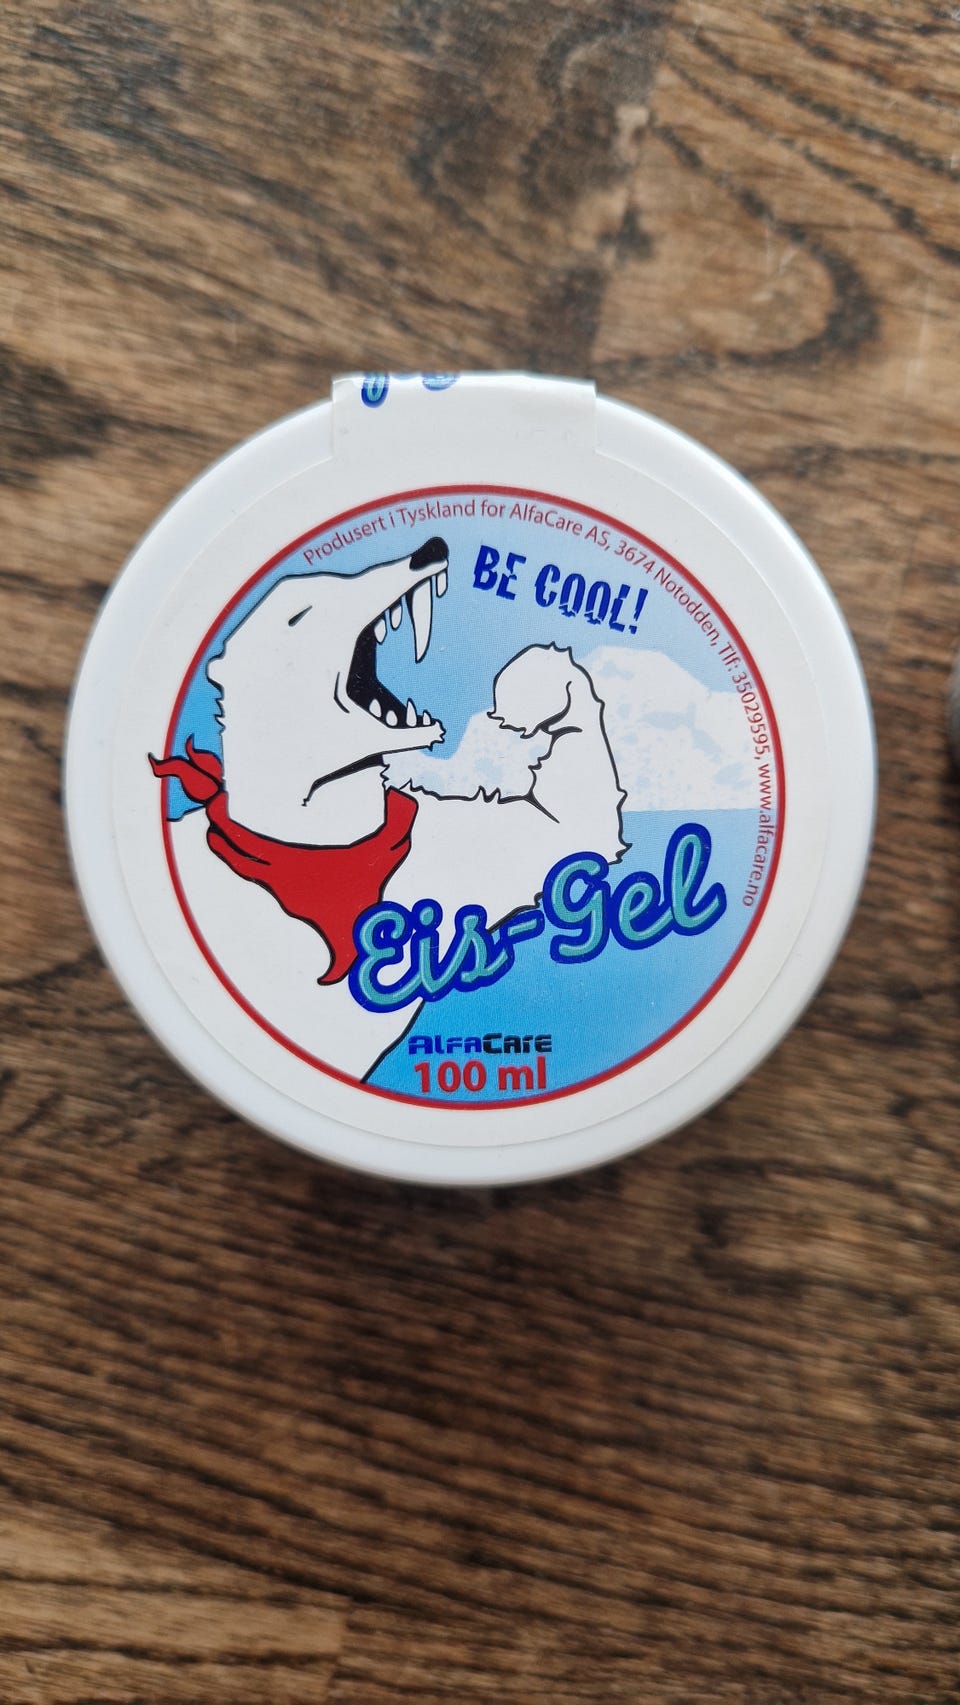 Produsert i Tyskland for AlfaCare AS, 3674 Notodden, Tlf: 35029595, www.alfacare.no
BE COOL!
Eis-Gel
AlfaCare
100 ml